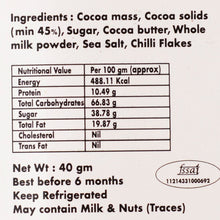 Ingredients : Cocoa mass, Cocoa solids
(min 45%), Sugar, Cocoa butter, Whole
milk powder, Sea Salt, Chilli Flakes
Nutritional Value Per 100 gm (approx)
Energy 488.11 Kcal
Protein 10.49 g
Total Carbohydrates 66.83 g
Sugar 38.78 g
Total Fat 19.87 g
Cholesterol Nil
Trans Fat Nil
Net Wt : 40 gm
Best before 6 months
Keep Refrigerated
May contain Milk & Nuts (Traces)
fssai
11214331000692